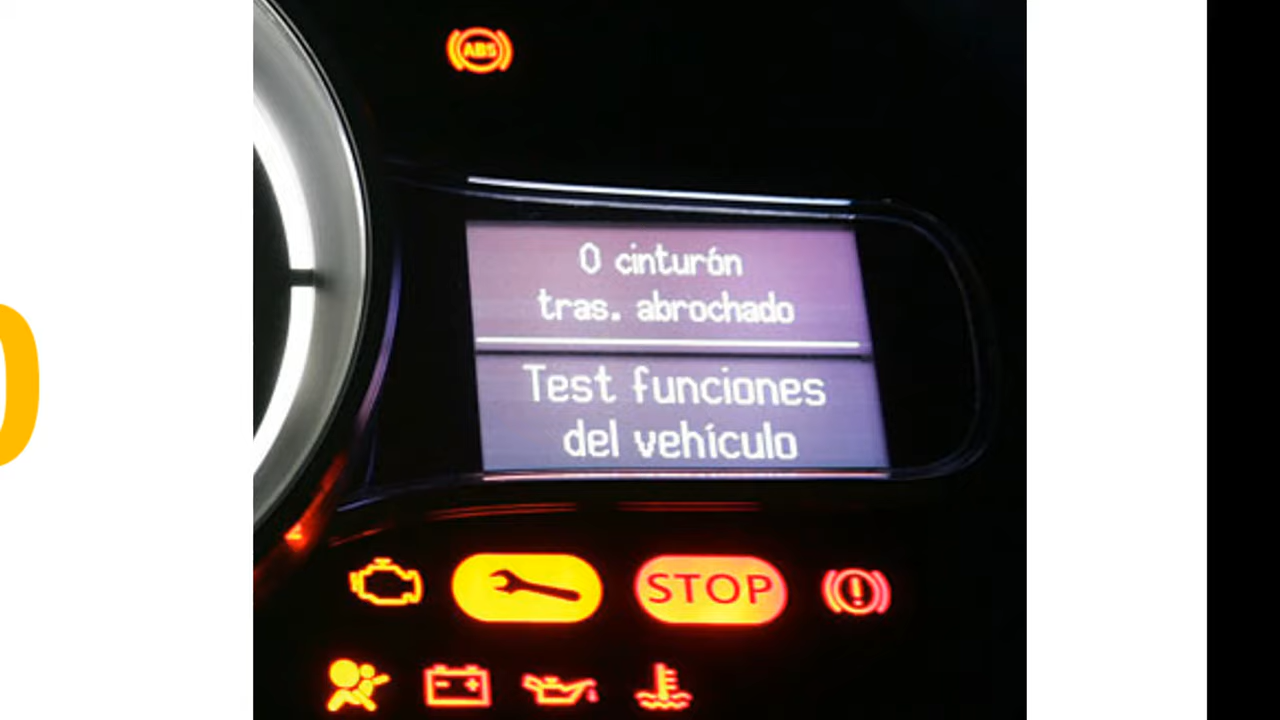 ABS
0 cinturón
tras. abrochado
Test funciones
del vehículo
STOP